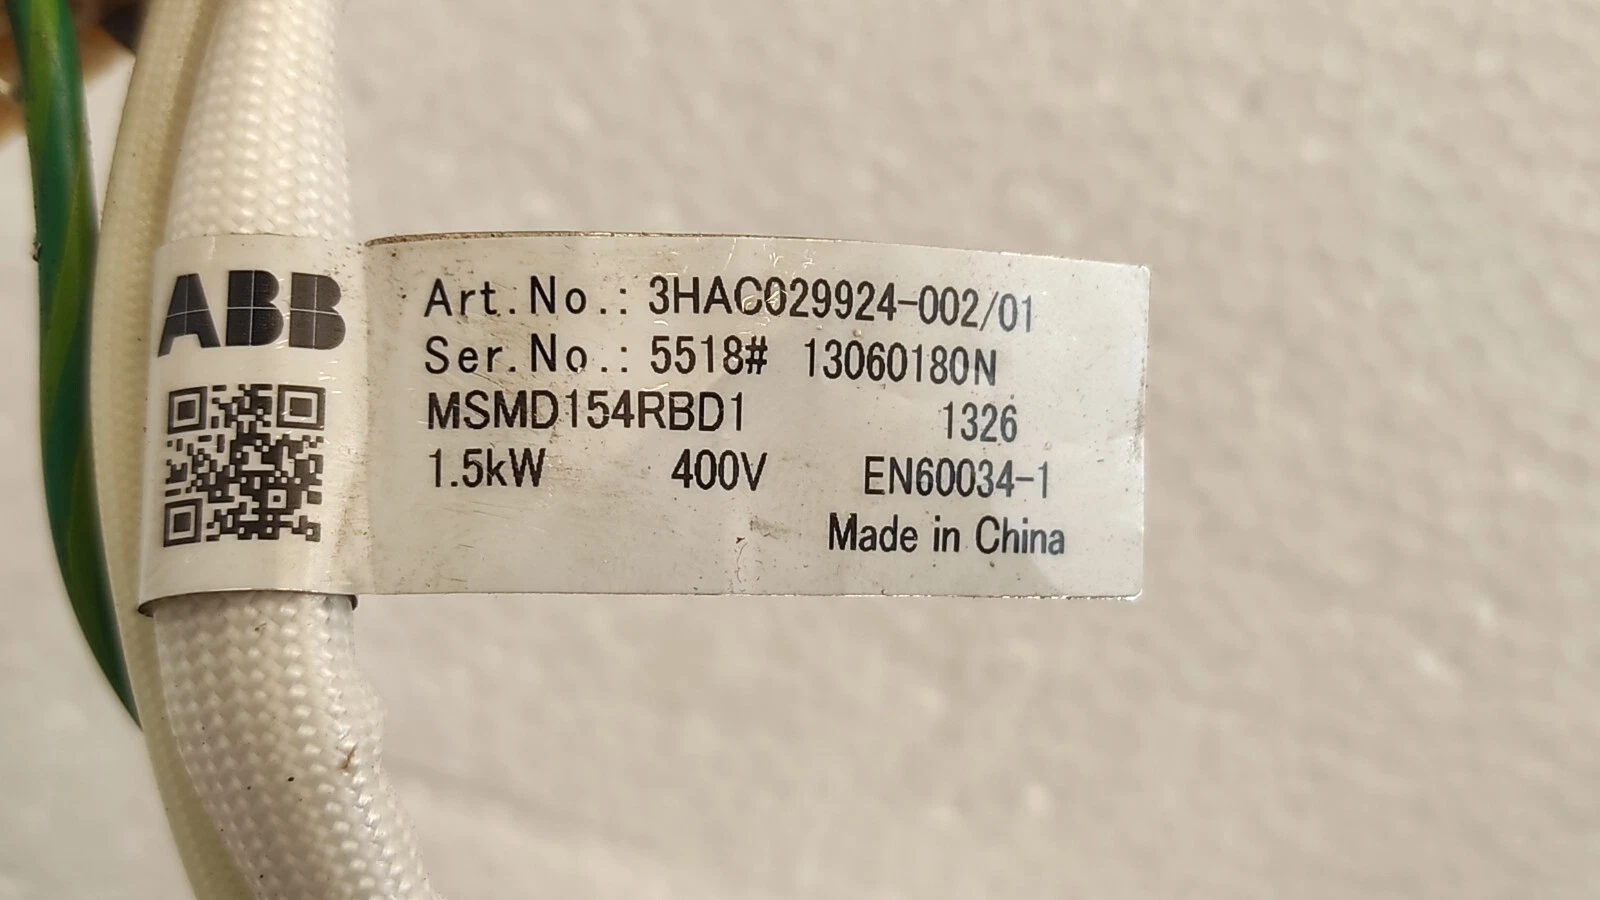 ABB
Art.No.: 3HAC029924-002/01
Ser.No.: 5518# 13060180N
MSMD154RBD1 1326
1.5kW 400V EN60034-1
Made in China